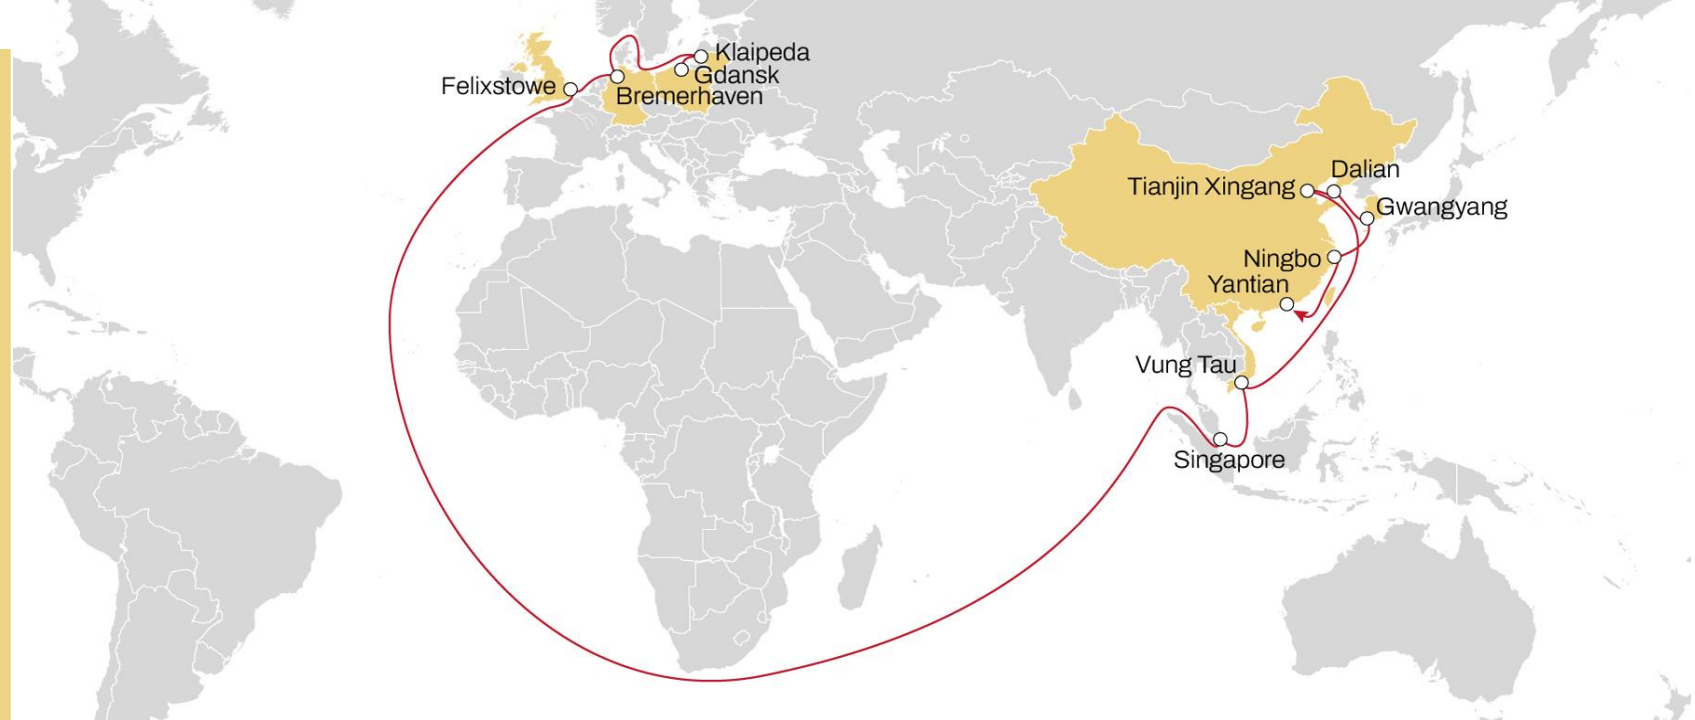 Klaipeda
Gdansk
Felixstowe
Bremerhaven
Dalian
Tianjin Xingang
Gwangyang
Ningbo
Yantian
Vung Tau
Singapore